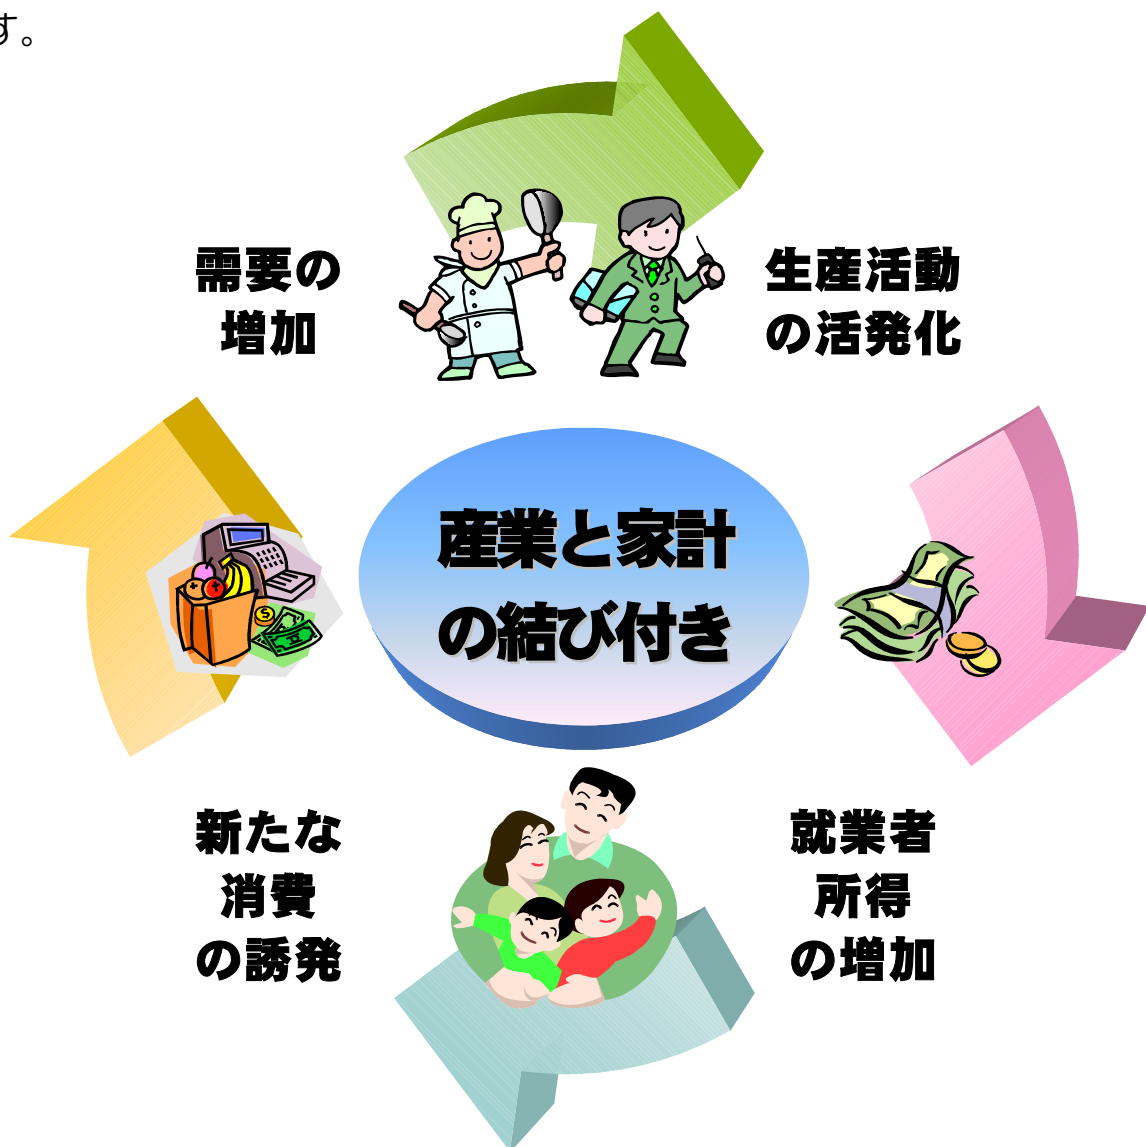 す。
需要の
増加
生産活動
の活発化
産業と家計
の結び付き
新たな
消費
の誘発
就業者
所得
の増加